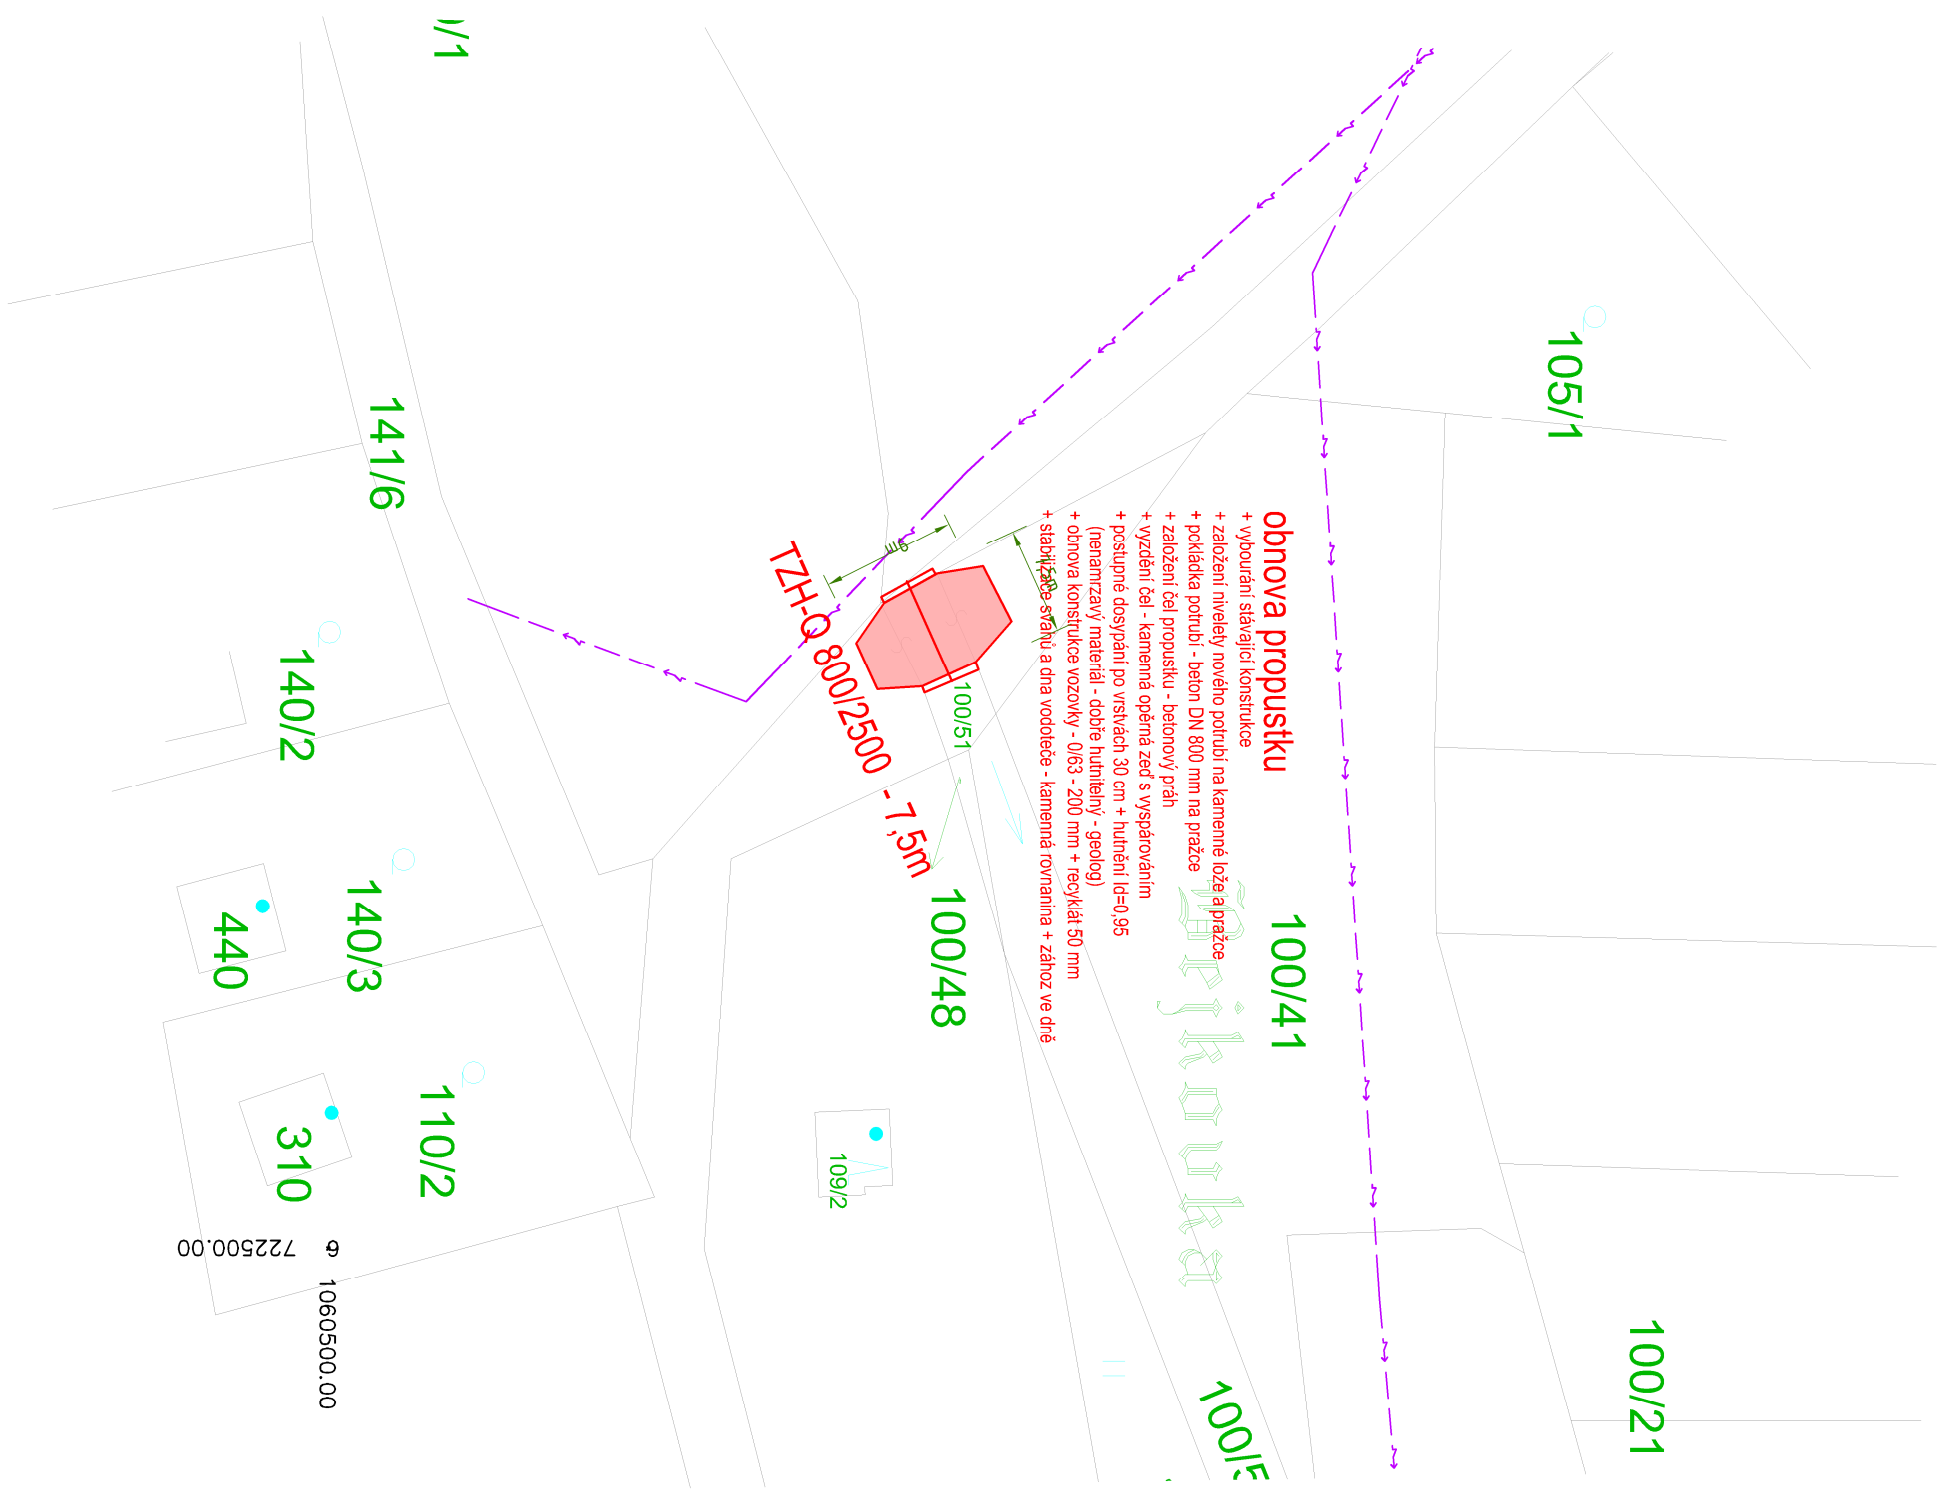 obnova propustku
+ vybourání stávající konstrukce
+ založení nivelety nového potrubí na kamenné lože a pražce
+ pokládka potrubí - beton DN 800 mm na pražce
+ založení čel propustku - betonový práh
+ vyzdění čel - kamenná opěrná zeď s vyspárováním
+ postupné dosypání po vrstvách 30 cm + hutnění Id=0,95
(nenamrzavý materiál - dobře hutnitelný - geolog)
+ obnova konstrukce vozovky - 0/63 - 200 mm + recyklát 50 mm
+ stabilizace svahů a dna vodoteče - kamenná rovnanina + zához ve dně
TZH-Q 800/2500 - 7,5m
7,5m
105/1
100/41
100/21
100/51
100/48
109/2
141/6
140/2
140/3
440
110/2
310
722500.00
1060500.00